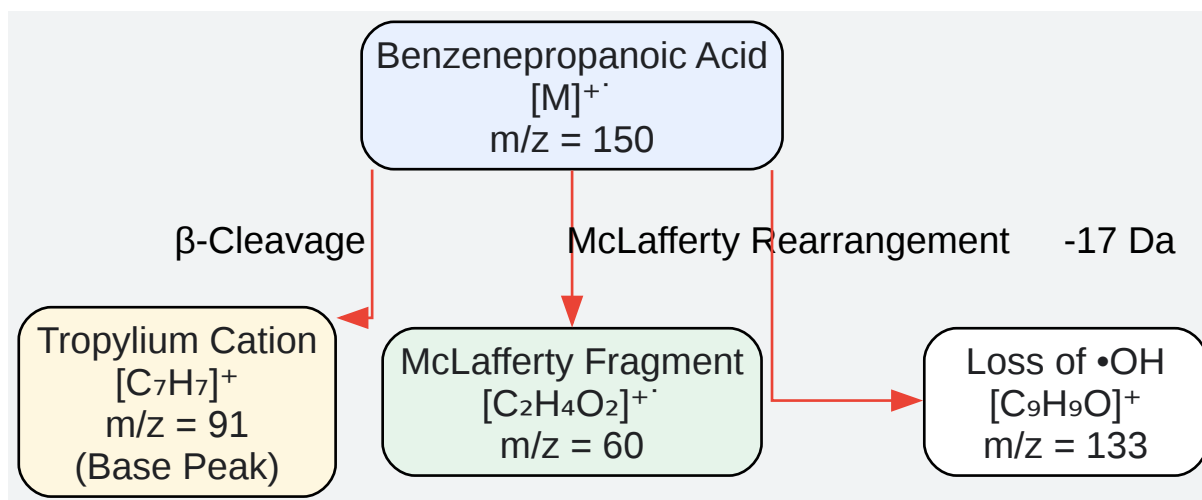 Benzenepropanoic Acid
[M]⁺˙
m/z = 150
β-Cleavage
McLafferty Rearrangement
-17 Da
Tropylium Cation
[C₇H₇]⁺
m/z = 91
(Base Peak)
McLafferty Fragment
[C₂H₄O₂]⁺˙
m/z = 60
Loss of •OH
[C₉H₉O]⁺
m/z = 133